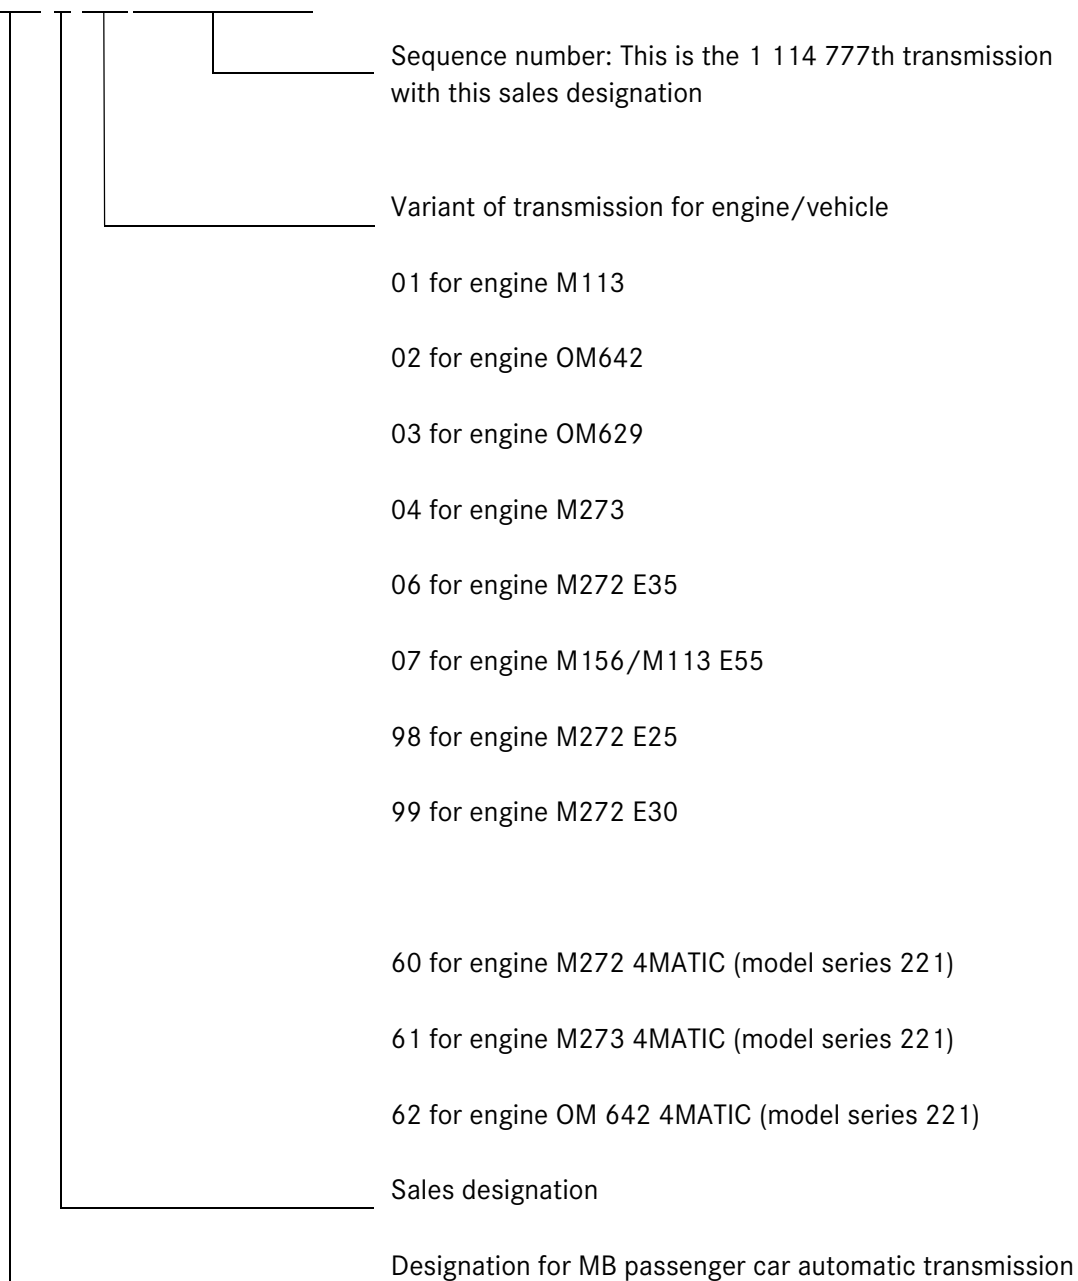 Sequence number: This is the 1 114 777th transmission
with this sales designation
Variant of transmission for engine/vehicle
01 for engine M113
02 for engine OM642
03 for engine OM629
04 for engine M273
06 for engine M272 E35
07 for engine M156/M113 E55
98 for engine M272 E25
99 for engine M272 E30
60 for engine M272 4MATIC (model series 221)
61 for engine M273 4MATIC (model series 221)
62 for engine OM 642 4MATIC (model series 221)
Sales designation
Designation for MB passenger car automatic transmission